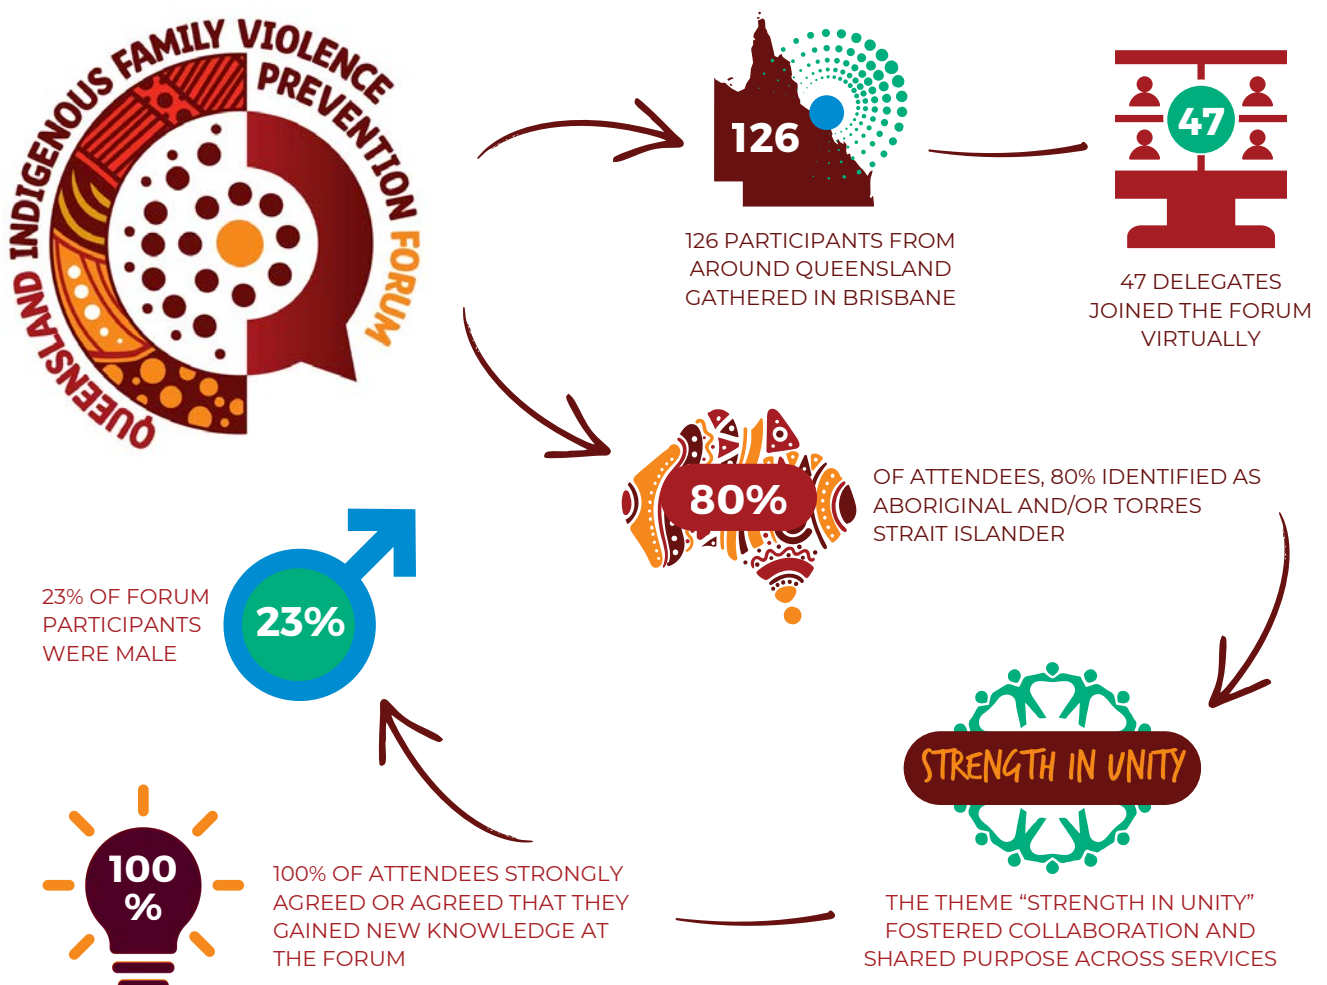 QUEENSLAND INDIGENOUS FAMILY VIOLENCE PREVENTION FORUM
126
126 PARTICIPANTS FROM
AROUND QUEENSLAND
GATHERED IN BRISBANE
47
47 DELEGATES
JOINED THE FORUM
VIRTUALLY
80%
OF ATTENDEES, 80% IDENTIFIED AS
ABORIGINAL AND/OR TORRES
STRAIT ISLANDER
STRENGTH IN UNITY
THE THEME “STRENGTH IN UNITY”
FOSTERED COLLABORATION AND
SHARED PURPOSE ACROSS SERVICES
100
%
100% OF ATTENDEES STRONGLY
AGREED OR AGREED THAT THEY
GAINED NEW KNOWLEDGE AT
THE FORUM
23% OF FORUM
PARTICIPANTS
WERE MALE
23%